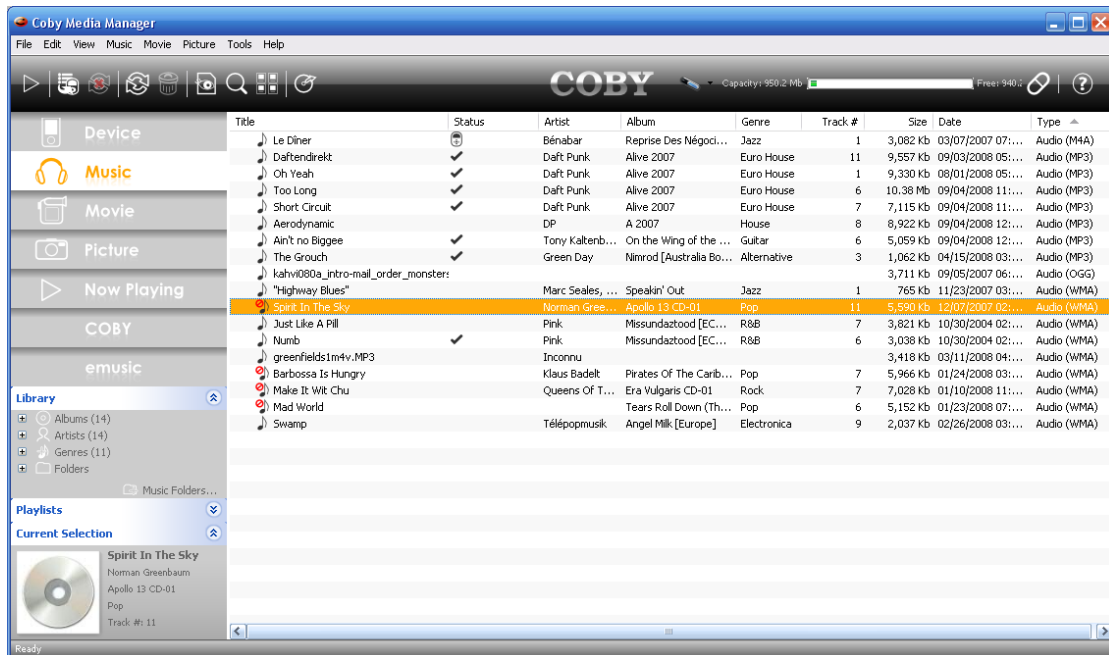 Coby Media Manager
File Edit View Music Movie Picture Tools Help
COBY Capacity: 950.2 Mb Free: 940.:
Device
Music
Movie
Picture
Now Playing
COBY
emusic
Library
Albums (14)
Artists (14)
Genres (11)
Folders
Music Folders...
Playlists
Current Selection
Spirit In The Sky
Norman Greenbaum
Apollo 13 CD-01
Pop
Track #: 11
Title Status Artist Album Genre Track # Size Date Type
Le Dîner Bénabar Reprise Des Négoci... Jazz 1 3,082 Kb 03/07/2007 07:... Audio (M4A)
Daftendirekt Daft Punk Alive 2007 Euro House 11 9,557 Kb 09/03/2008 05:... Audio (MP3)
Oh Yeah Daft Punk Alive 2007 Euro House 1 9,330 Kb 08/01/2008 05:... Audio (MP3)
Too Long Daft Punk Alive 2007 Euro House 6 10.38 Mb 09/04/2008 11:... Audio (MP3)
Short Circuit Daft Punk Alive 2007 Euro House 7 7,115 Kb 09/04/2008 11:... Audio (MP3)
Aerodynamic DP A 2007 House 8 8,922 Kb 09/04/2008 12:... Audio (MP3)
Ain't no Biggee Tony Kaltenb... On the Wing of the ... Guitar 6 5,059 Kb 09/04/2008 12:... Audio (MP3)
The Grouch Green Day Nimrod [Australia Bo... Alternative 3 1,062 Kb 04/15/2008 03:... Audio (MP3)
kahvi080a_intro-mail_order_monsters 3,711 Kb 09/05/2007 06:... Audio (OGG)
"Highway Blues" Marc Seales, ... Speakin' Out Jazz 1 765 Kb 11/23/2007 03:... Audio (WMA)
Spirit In The Sky Norman Gree... Apollo 13 CD-01 Pop 11 5,590 Kb 12/07/2007 02:... Audio (WMA)
Just Like A Pill Pink Missundaztood [EC... R&B 7 3,821 Kb 10/30/2004 02:... Audio (WMA)
Numb Pink Missundaztood [EC... R&B 6 3,038 Kb 10/30/2004 02:... Audio (WMA)
greenfields1m4v.MP3 Inconnu 3,418 Kb 03/11/2008 04:... Audio (WMA)
Barbossa Is Hungry Klaus Badelt Pirates Of The Carib... Pop 7 5,966 Kb 01/24/2008 03:... Audio (WMA)
Make It Wit Chu Queens Of T... Era Vulgaris CD-01 Rock 7 7,028 Kb 01/10/2008 11:... Audio (WMA)
Mad World Tears Roll Down (Th... Pop 6 5,152 Kb 01/23/2008 07:... Audio (WMA)
Swamp Télépopmusik Angel Milk [Europe] Electronica 9 2,037 Kb 02/26/2008 03:... Audio (WMA)
Ready